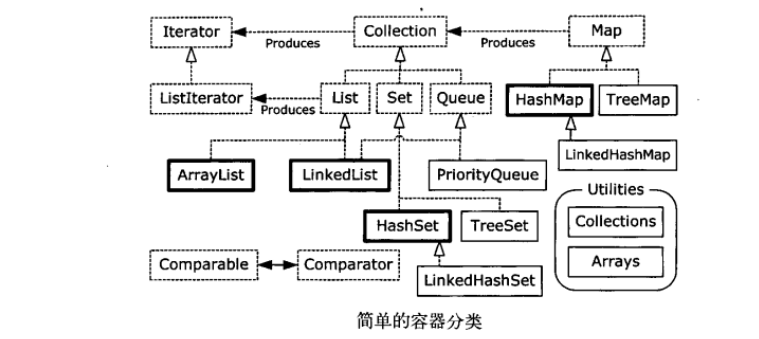 Iterator
Produces
Collection
Produces
Map
ListIterator
Produces
List
Set
Queue
HashMap
TreeMap
LinkedHashMap
ArrayList
LinkedList
PriorityQueue
Utilities
Collections
Arrays
HashSet
TreeSet
Comparable
Comparator
LinkedHashSet
简单的容器分类